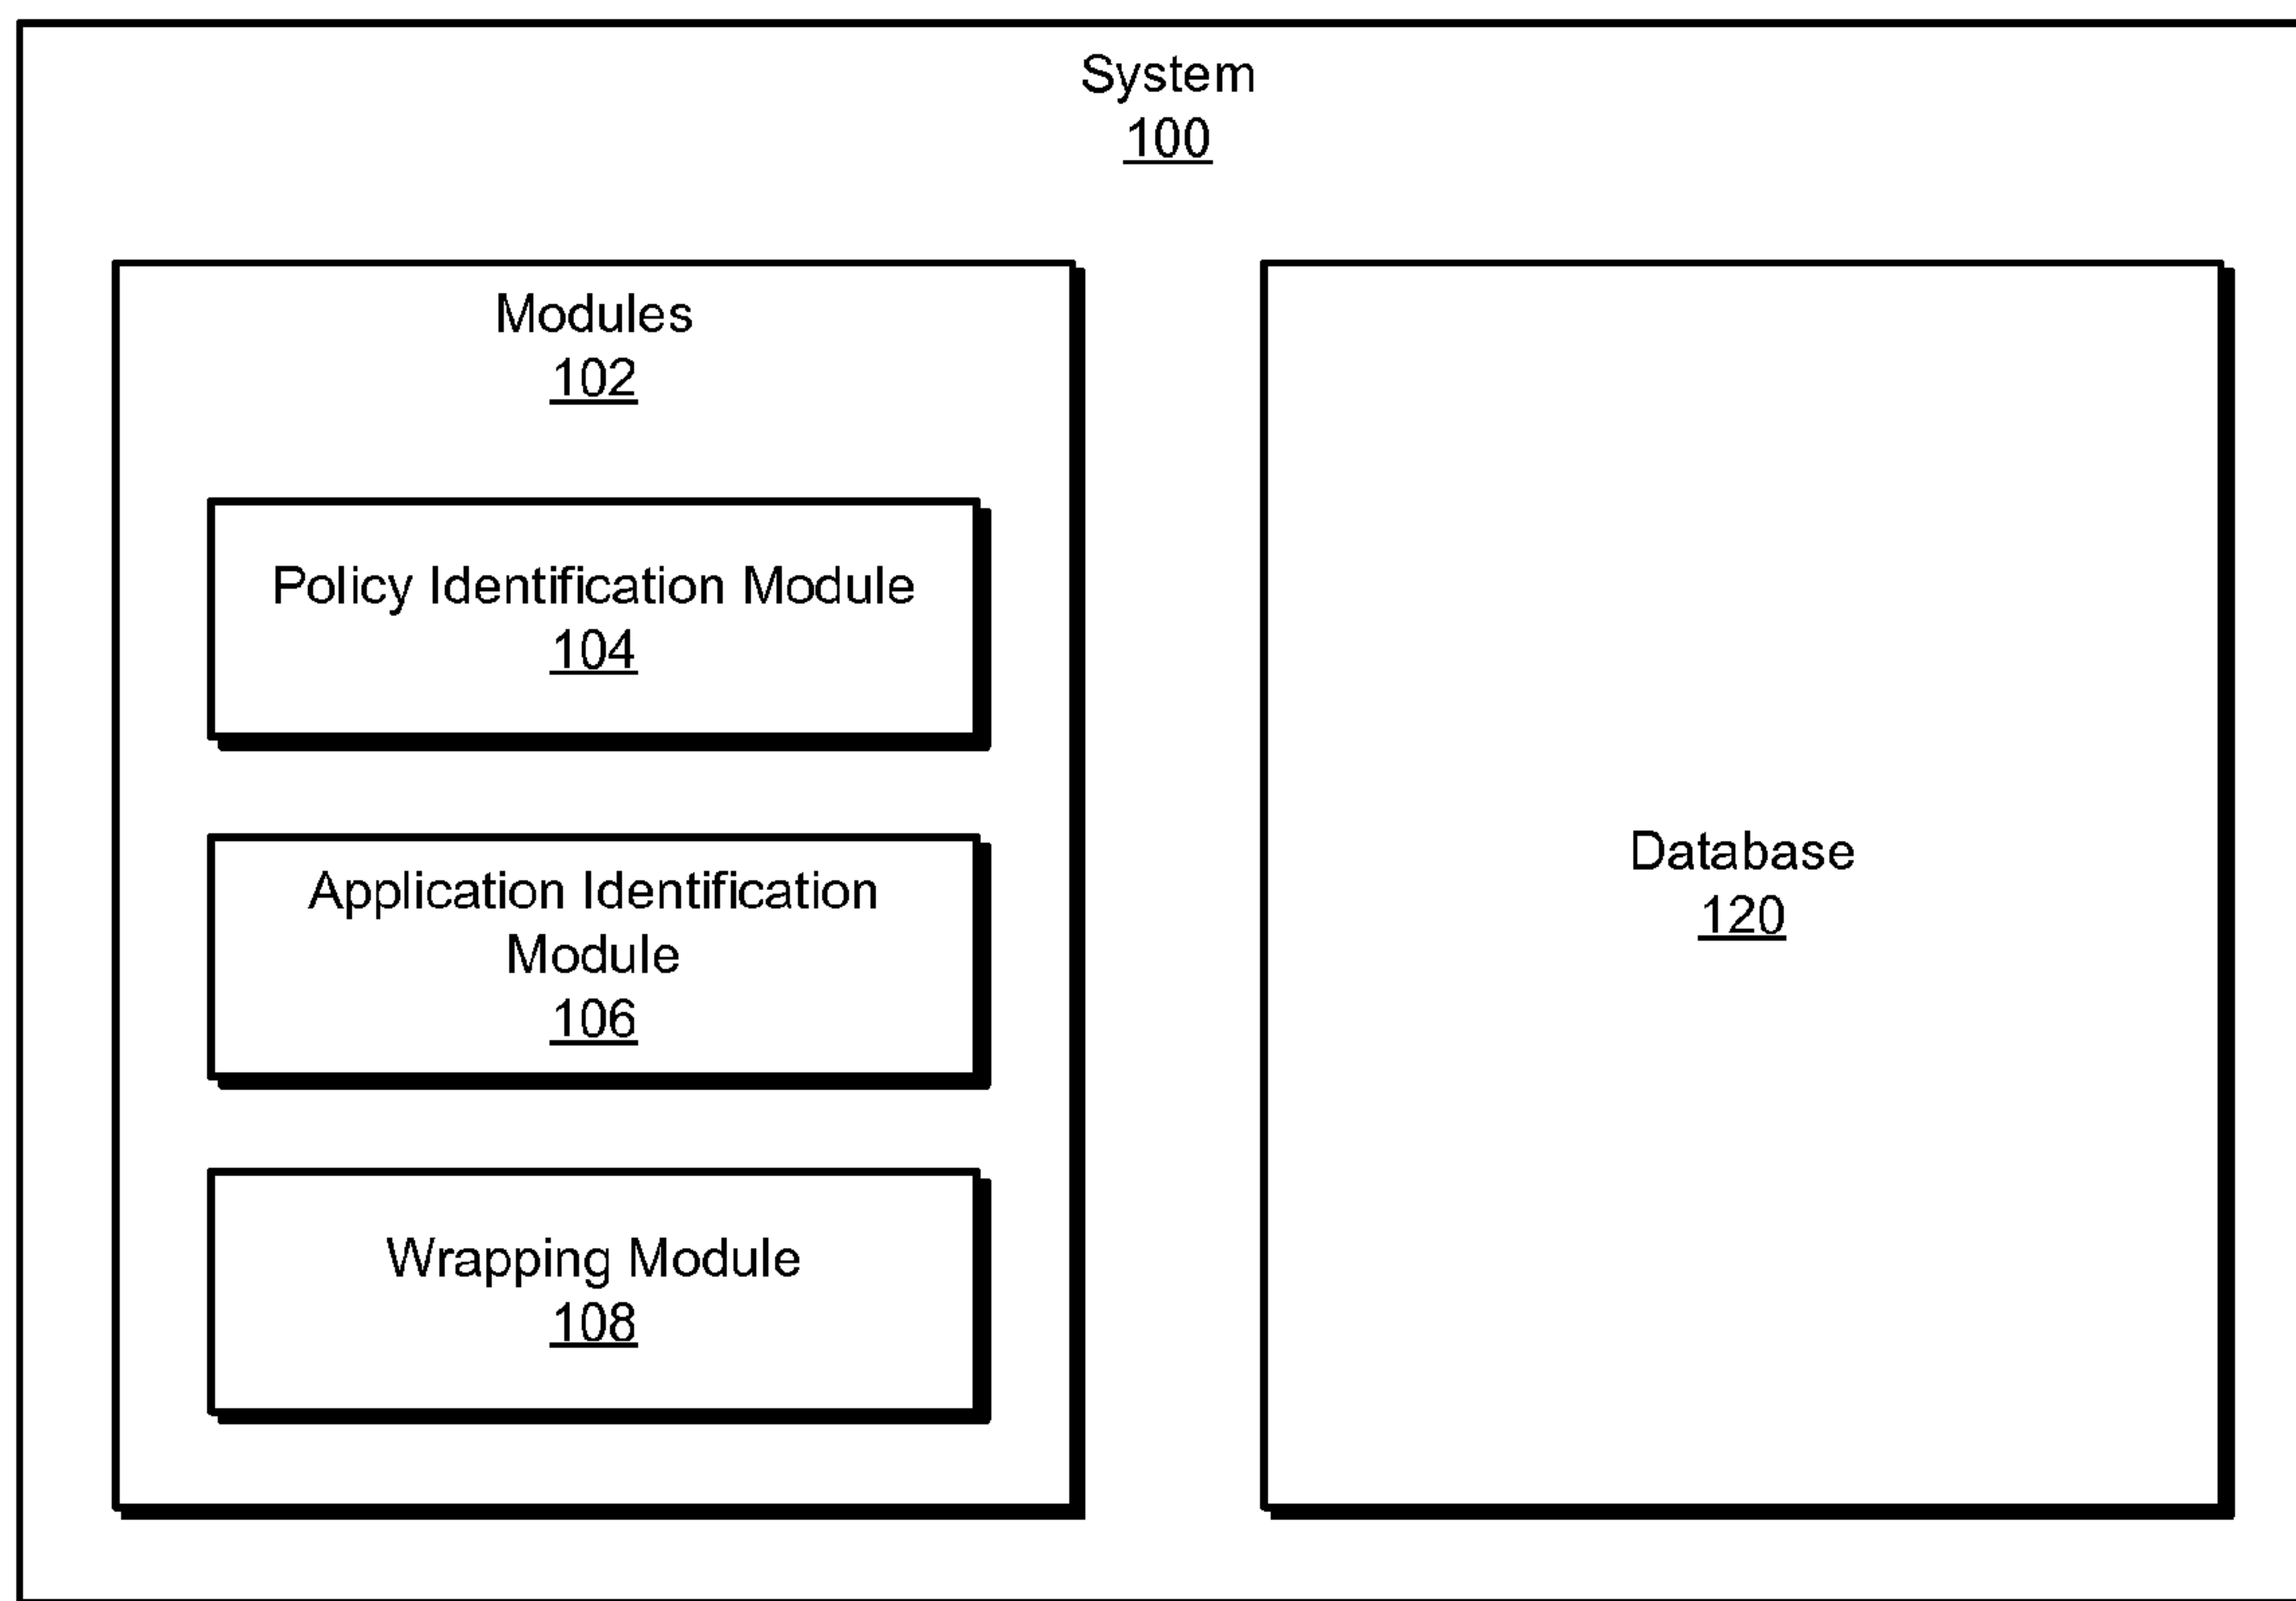 System
100
Modules
102
Policy Identification Module
104
Application Identification
Module
106
Wrapping Module
108
Database
120